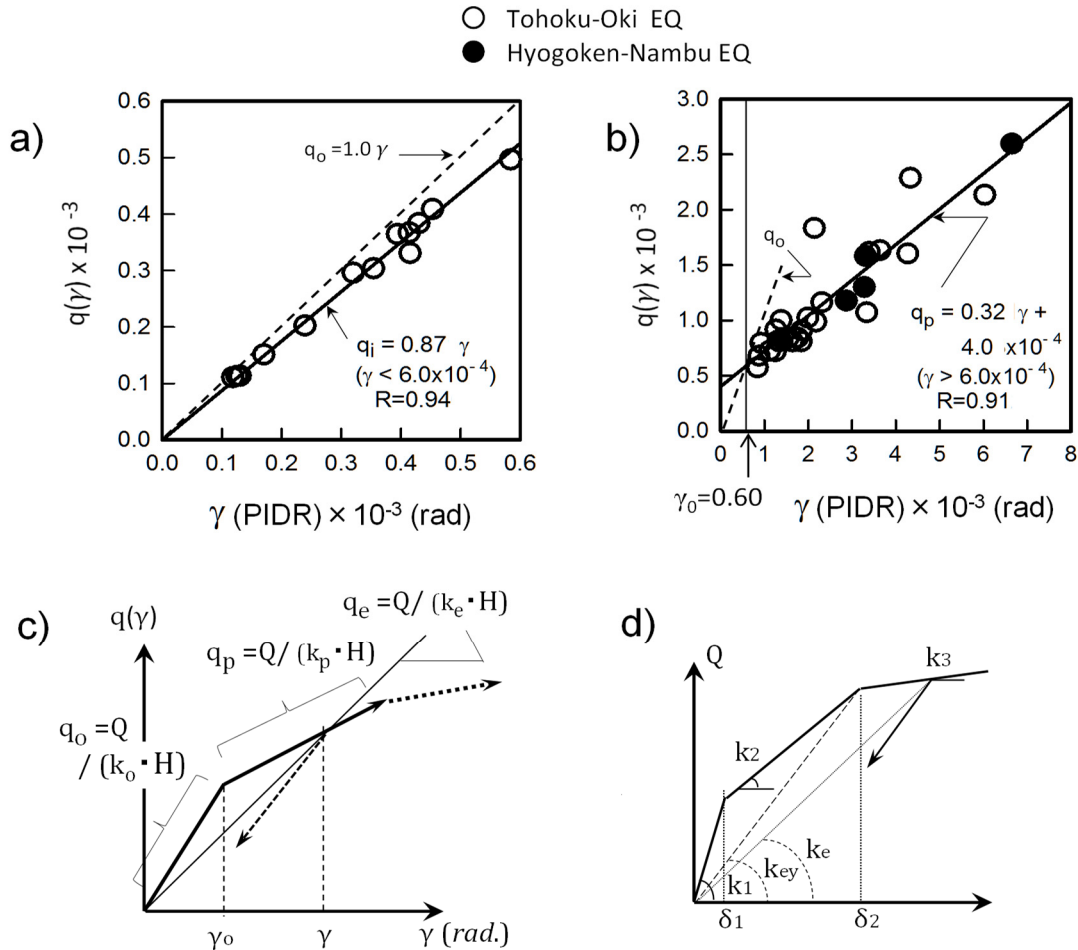 Tohoku-Oki EQ
Hyogoken-Nambu EQ
a)
0.6
0.5
0.4
0.3
0.2
0.1
0.0
q(γ) x 10⁻³
qₒ =1.0 γ
qᵢ = 0.87 γ
(γ < 6.0x10⁻⁴)
R=0.94
0.0 0.1 0.2 0.3 0.4 0.5 0.6
γ (PIDR) × 10⁻³ (rad)
b)
3.0
2.5
2.0
1.5
1.0
0.5
0.0
q(γ) x 10⁻³
qₒ
qₚ = 0.32 γ +
4.0 x10⁻⁴
(γ > 6.0x10⁻⁴)
R=0.91
0 1 2 3 4 5 6 7 8
γ₀=0.60
γ (PIDR) × 10⁻³ (rad)
c)
q(γ)
qₑ =Q/ (kₑ・H)
qₚ =Q/ (kₚ・H)
qₒ =Q
/ (kₒ・H)
γₒ
γ
γ (rad.)
d)
Q
k3
k2
kₑ
kₑy
k1
δ1
δ2